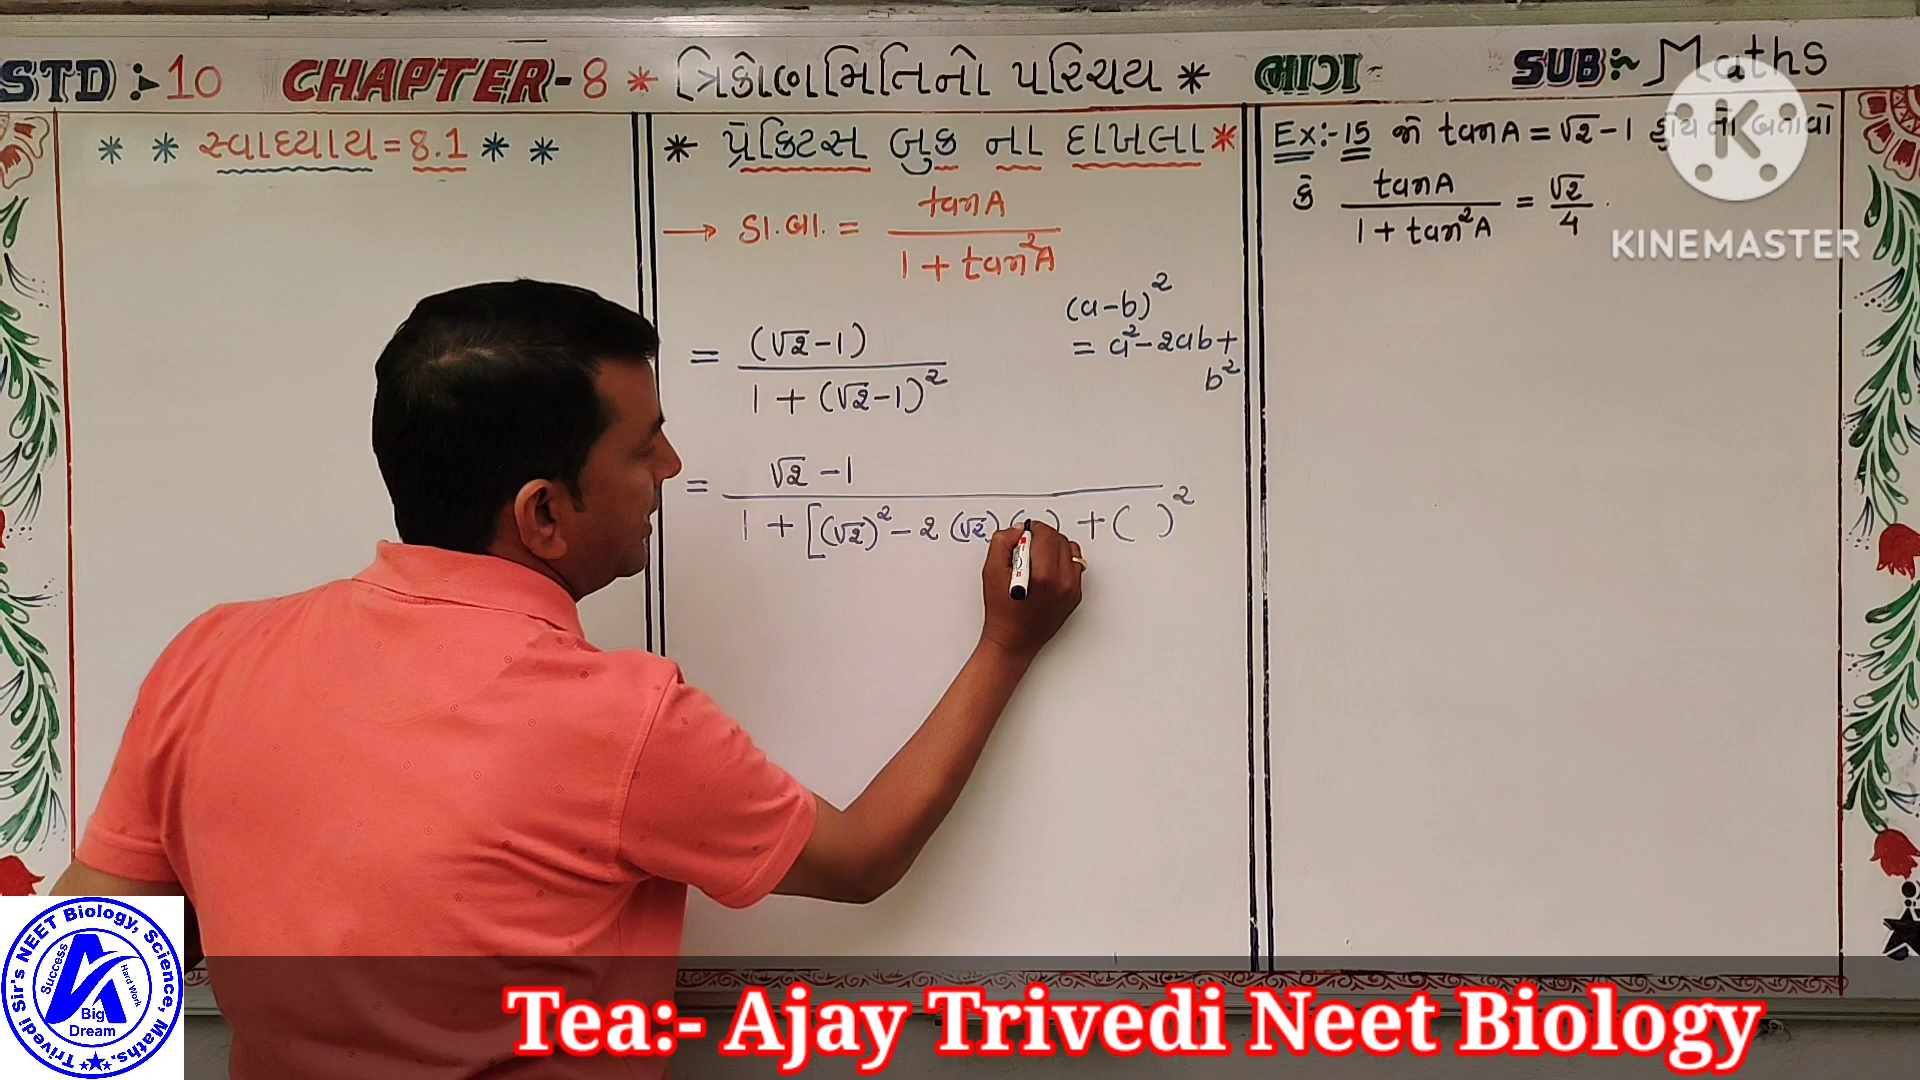 STD :- 10 CHAPTER - 8 * ત્રિકોણમિતિનો પરિચય * ભાગ - SUB :~ Maths
* * સ્વાધ્યાય = 8.1 * *
* પ્રેક્ટિસ બુક ના દાખલા *
→ ડા.બા. = tanA / 1 + tan²A
(a-b)²
= a² - 2ab + b²
= (√2-1) / 1 + (√2-1)²
= √2 - 1 / 1 + [(√2)² - 2 (√2) ( ) + ( )²
Ex:- 15 જો tanA = √2 - 1 હોય તો બતાવો
કે tanA / 1 + tan²A = √2 / 4 .
KINEMASTER
Trivedi Sir's NEET Biology, Science, Maths,
Success
Hard Work
Big
Dream
Tea:- Ajay Trivedi Neet Biology